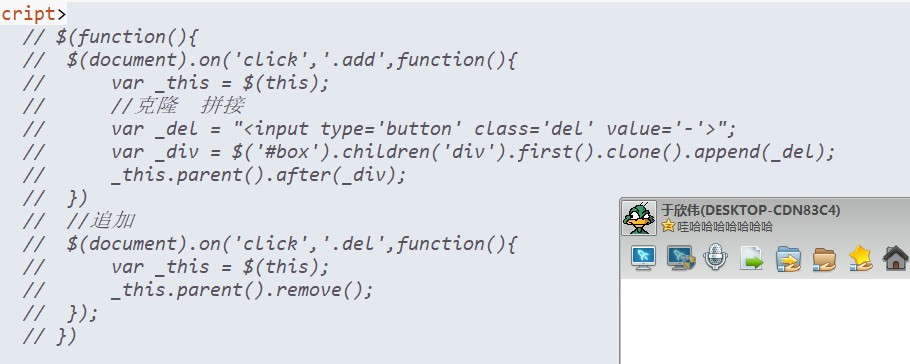 cript>
// $(function(){
//  $(document).on('click','.add',function(){
//      var _this = $(this);
//      //克隆  拼接
//      var _del = "<input type='button' class='del' value='-'>";
//      var _div = $('#box').children('div').first().clone().append(_del);
//      _this.parent().after(_div);
//  })
//  //追加
//  $(document).on('click','.del',function(){
//      var _this = $(this);
//      _this.parent().remove();
//  });
// })
于欣伟(DESKTOP-CDN83C4)
哇哈哈哈哈哈哈哈